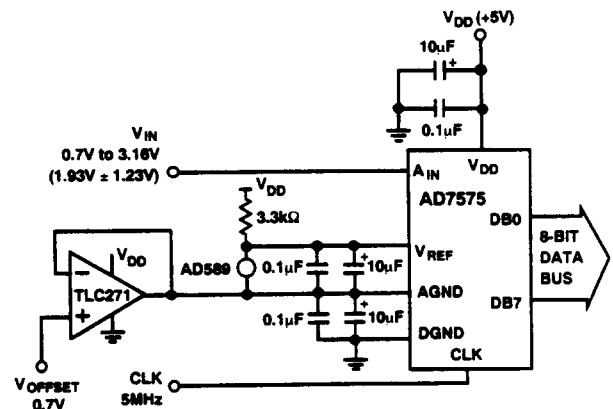 V_DD (+5V)
10µF
+
0.1µF
V_IN
0.7V to 3.16V
(1.93V ± 1.23V)
A_IN
V_DD
AD7575
V_DD
3.3kΩ
DB0
8-BIT
DATA
BUS
DB7
V_DD
−
TLC271
+
AD589
0.1µF
+
10µF
V_REF
AGND
0.1µF
+
10µF
DGND
CLK
V_OFFSET
0.7V
CLK
5MHz